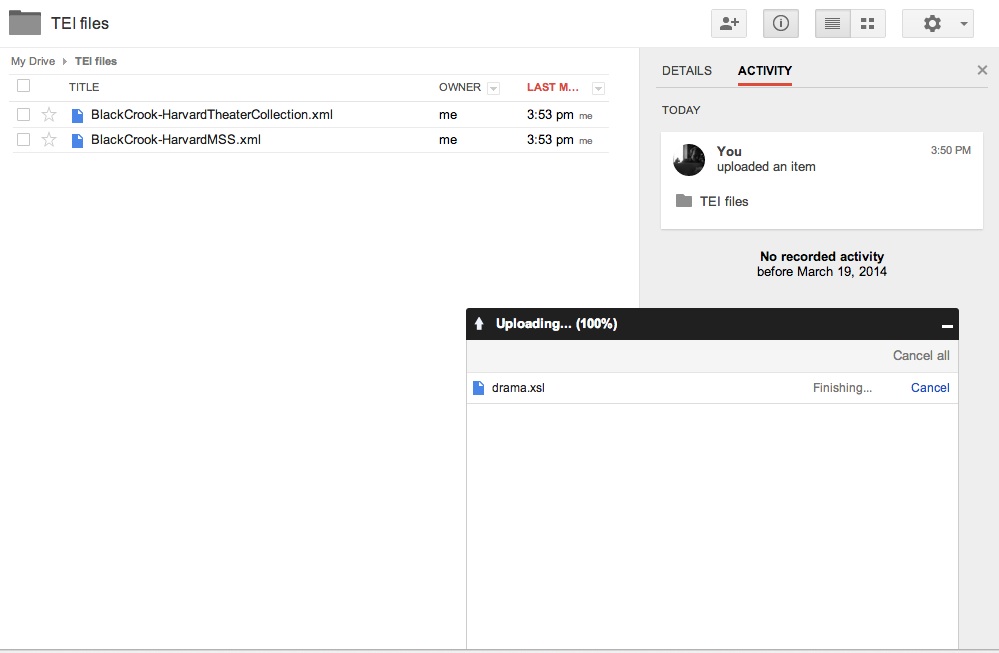 TEI files
My Drive TEI files
TITLE OWNER LAST M...
BlackCrook-HarvardTheaterCollection.xml me 3:53 pm me
BlackCrook-HarvardMSS.xml me 3:53 pm me
DETAILS ACTIVITY
TODAY
You 3:50 PM
uploaded an item
TEI files
No recorded activity
before March 19, 2014
Uploading... (100%)
Cancel all
drama.xsl Finishing... Cancel